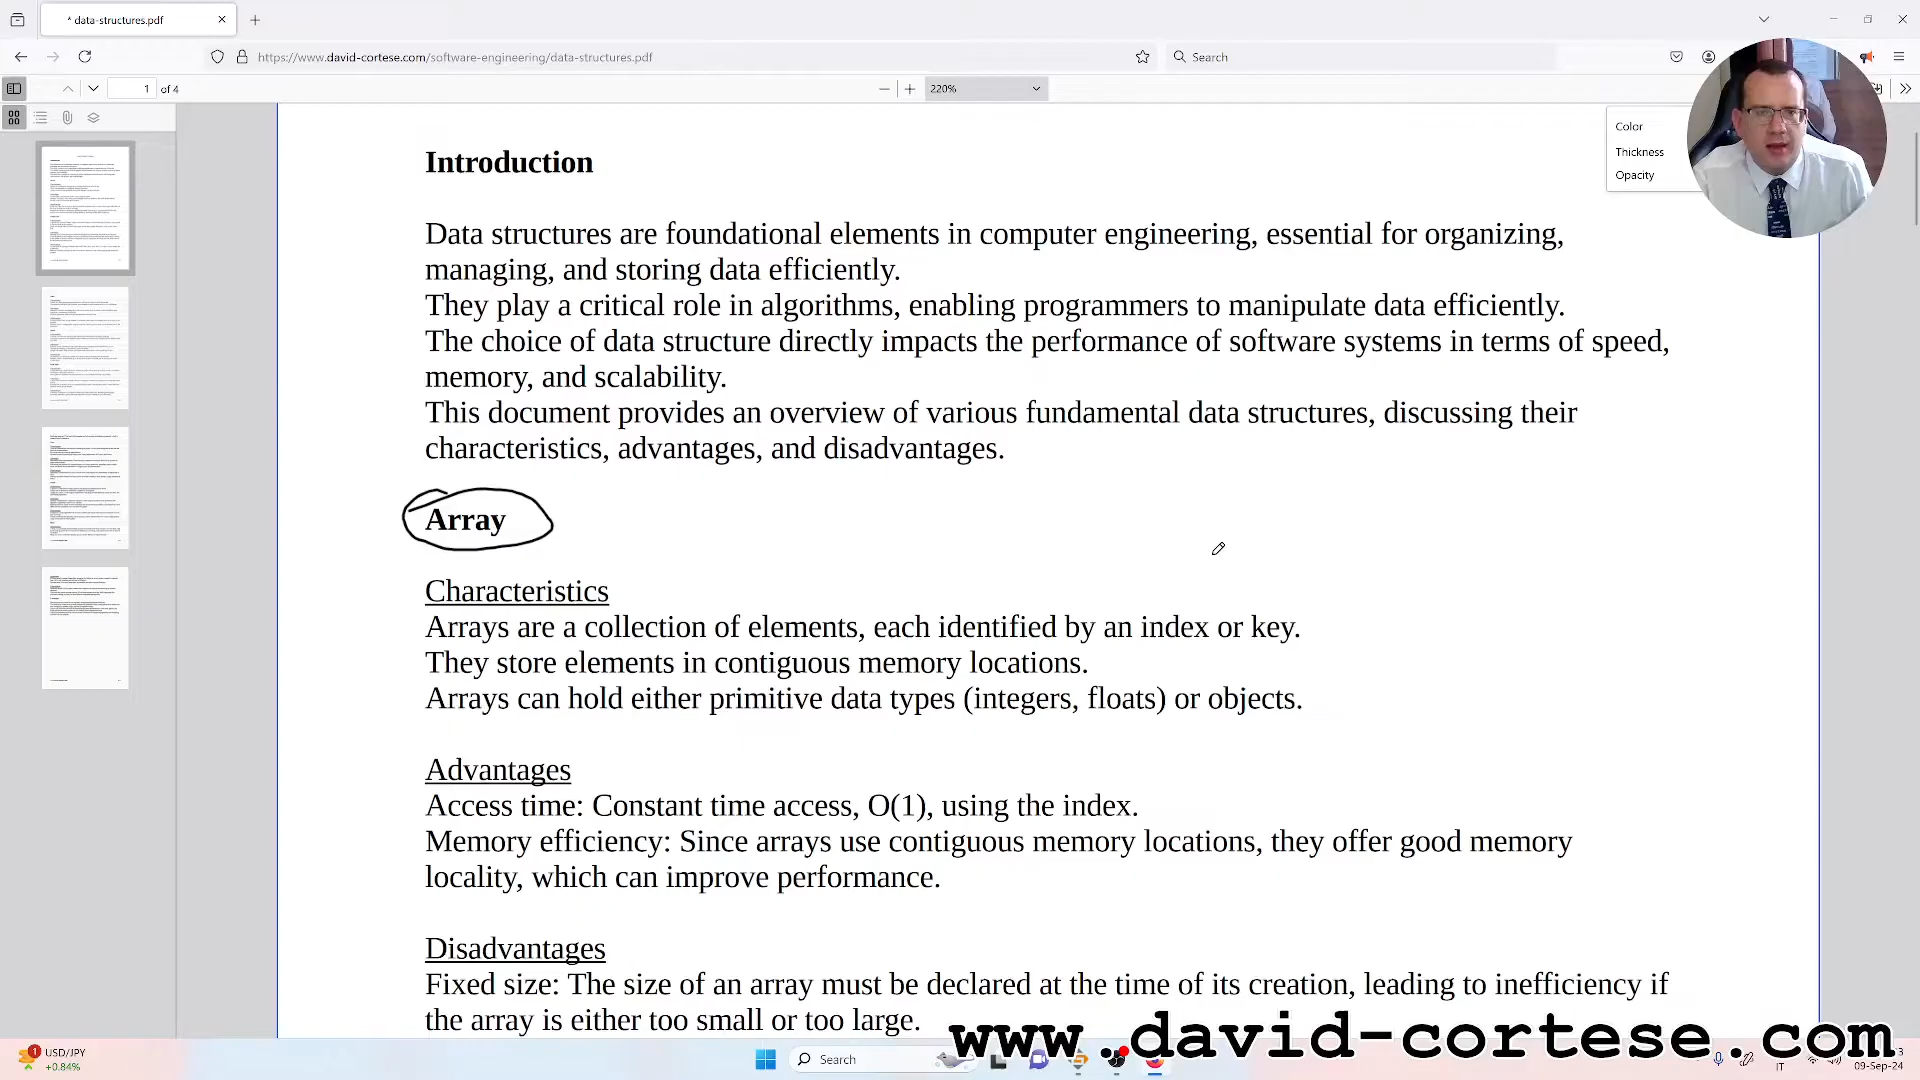 * data-structures.pdf
https://www.david-cortese.com/software-engineering/data-structures.pdf
Search
1 of 4
220%
Color
Thickness
Opacity
Introduction
Data structures are foundational elements in computer engineering, essential for organizing,
managing, and storing data efficiently.
They play a critical role in algorithms, enabling programmers to manipulate data efficiently.
The choice of data structure directly impacts the performance of software systems in terms of speed,
memory, and scalability.
This document provides an overview of various fundamental data structures, discussing their
characteristics, advantages, and disadvantages.
Array
Characteristics
Arrays are a collection of elements, each identified by an index or key.
They store elements in contiguous memory locations.
Arrays can hold either primitive data types (integers, floats) or objects.
Advantages
Access time: Constant time access, O(1), using the index.
Memory efficiency: Since arrays use contiguous memory locations, they offer good memory
locality, which can improve performance.
Disadvantages
Fixed size: The size of an array must be declared at the time of its creation, leading to inefficiency if
the array is either too small or too large.
www.david-cortese.com
1
USD/JPY
+0.84%
Search
IT
09-Sep-24